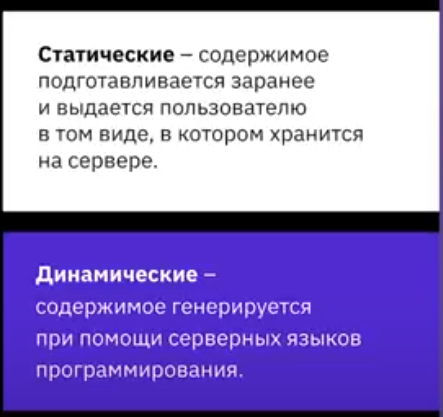 Статические – содержимое
подготавливается заранее
и выдается пользователю
в том виде, в котором хранится
на сервере.
Динамические –
содержимое генерируется
при помощи серверных языков
программирования.